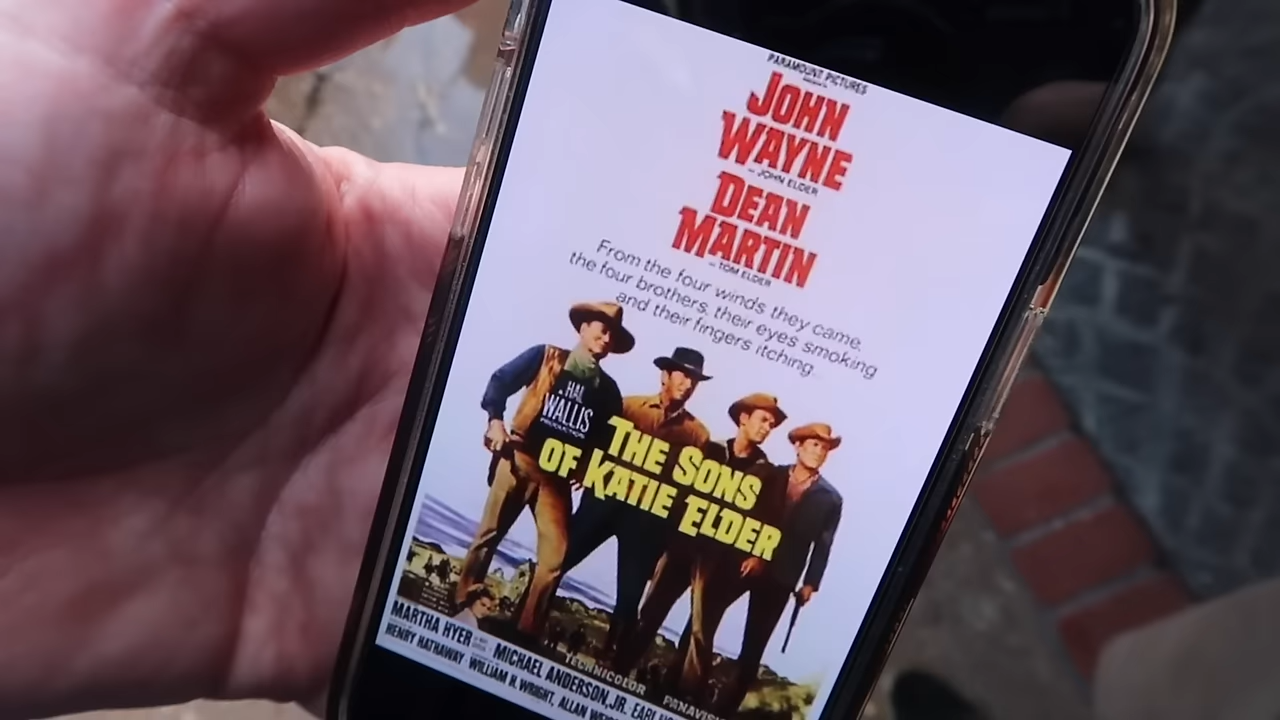 PARAMOUNT PICTURES
JOHN
WAYNE
– JOHN ELDER
DEAN
MARTIN
– TOM ELDER
From the four winds they came,
the four brothers, their eyes smoking
and their fingers itching.
HAL
WALLIS
PRODUCTION
THE SONS
OF KATIE ELDER
MARTHA HYER
MICHAEL ANDERSON, JR.
HENRY HATHAWAY
WILLIAM H. WRIGHT, ALLAN
TECHNICOLOR